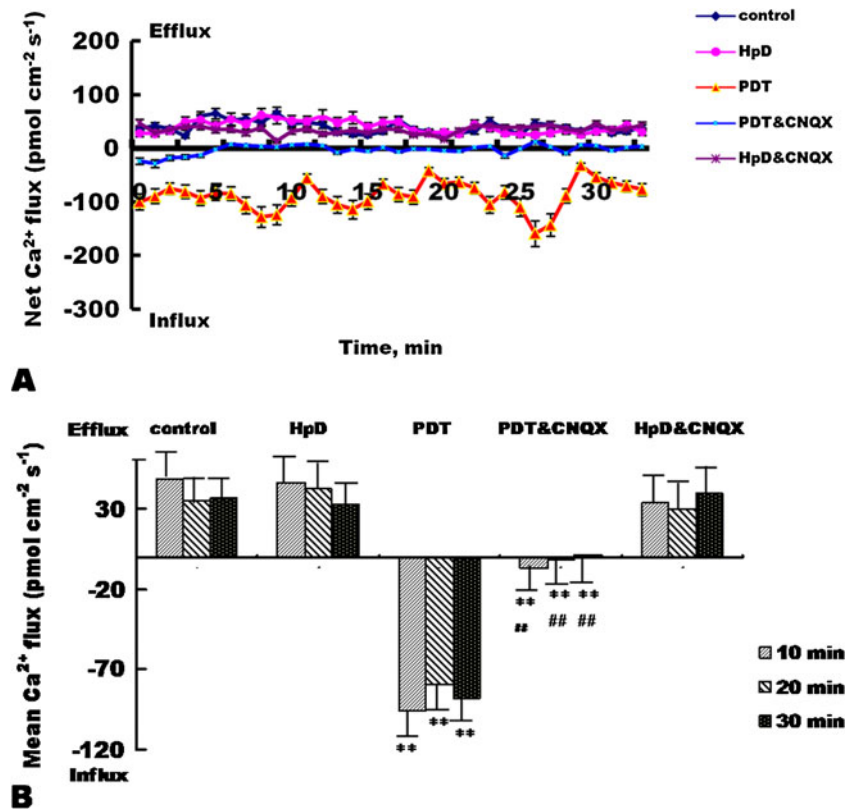 Efflux
200
100
0
-100
-200
-300
Net Ca²⁺ flux (pmol cm⁻² s⁻¹)
0 5 10 15 20 25 30
Influx
Time, min
control
HpD
PDT
PDT&CNQX
HpD&CNQX
A
Efflux control HpD PDT PDT&CNQX HpD&CNQX
30
-20
-70
-120
Mean Ca²⁺ flux (pmol cm⁻² s⁻¹)
** ** **
** ** **
## ## ##
10 min
20 min
30 min
Influx
B